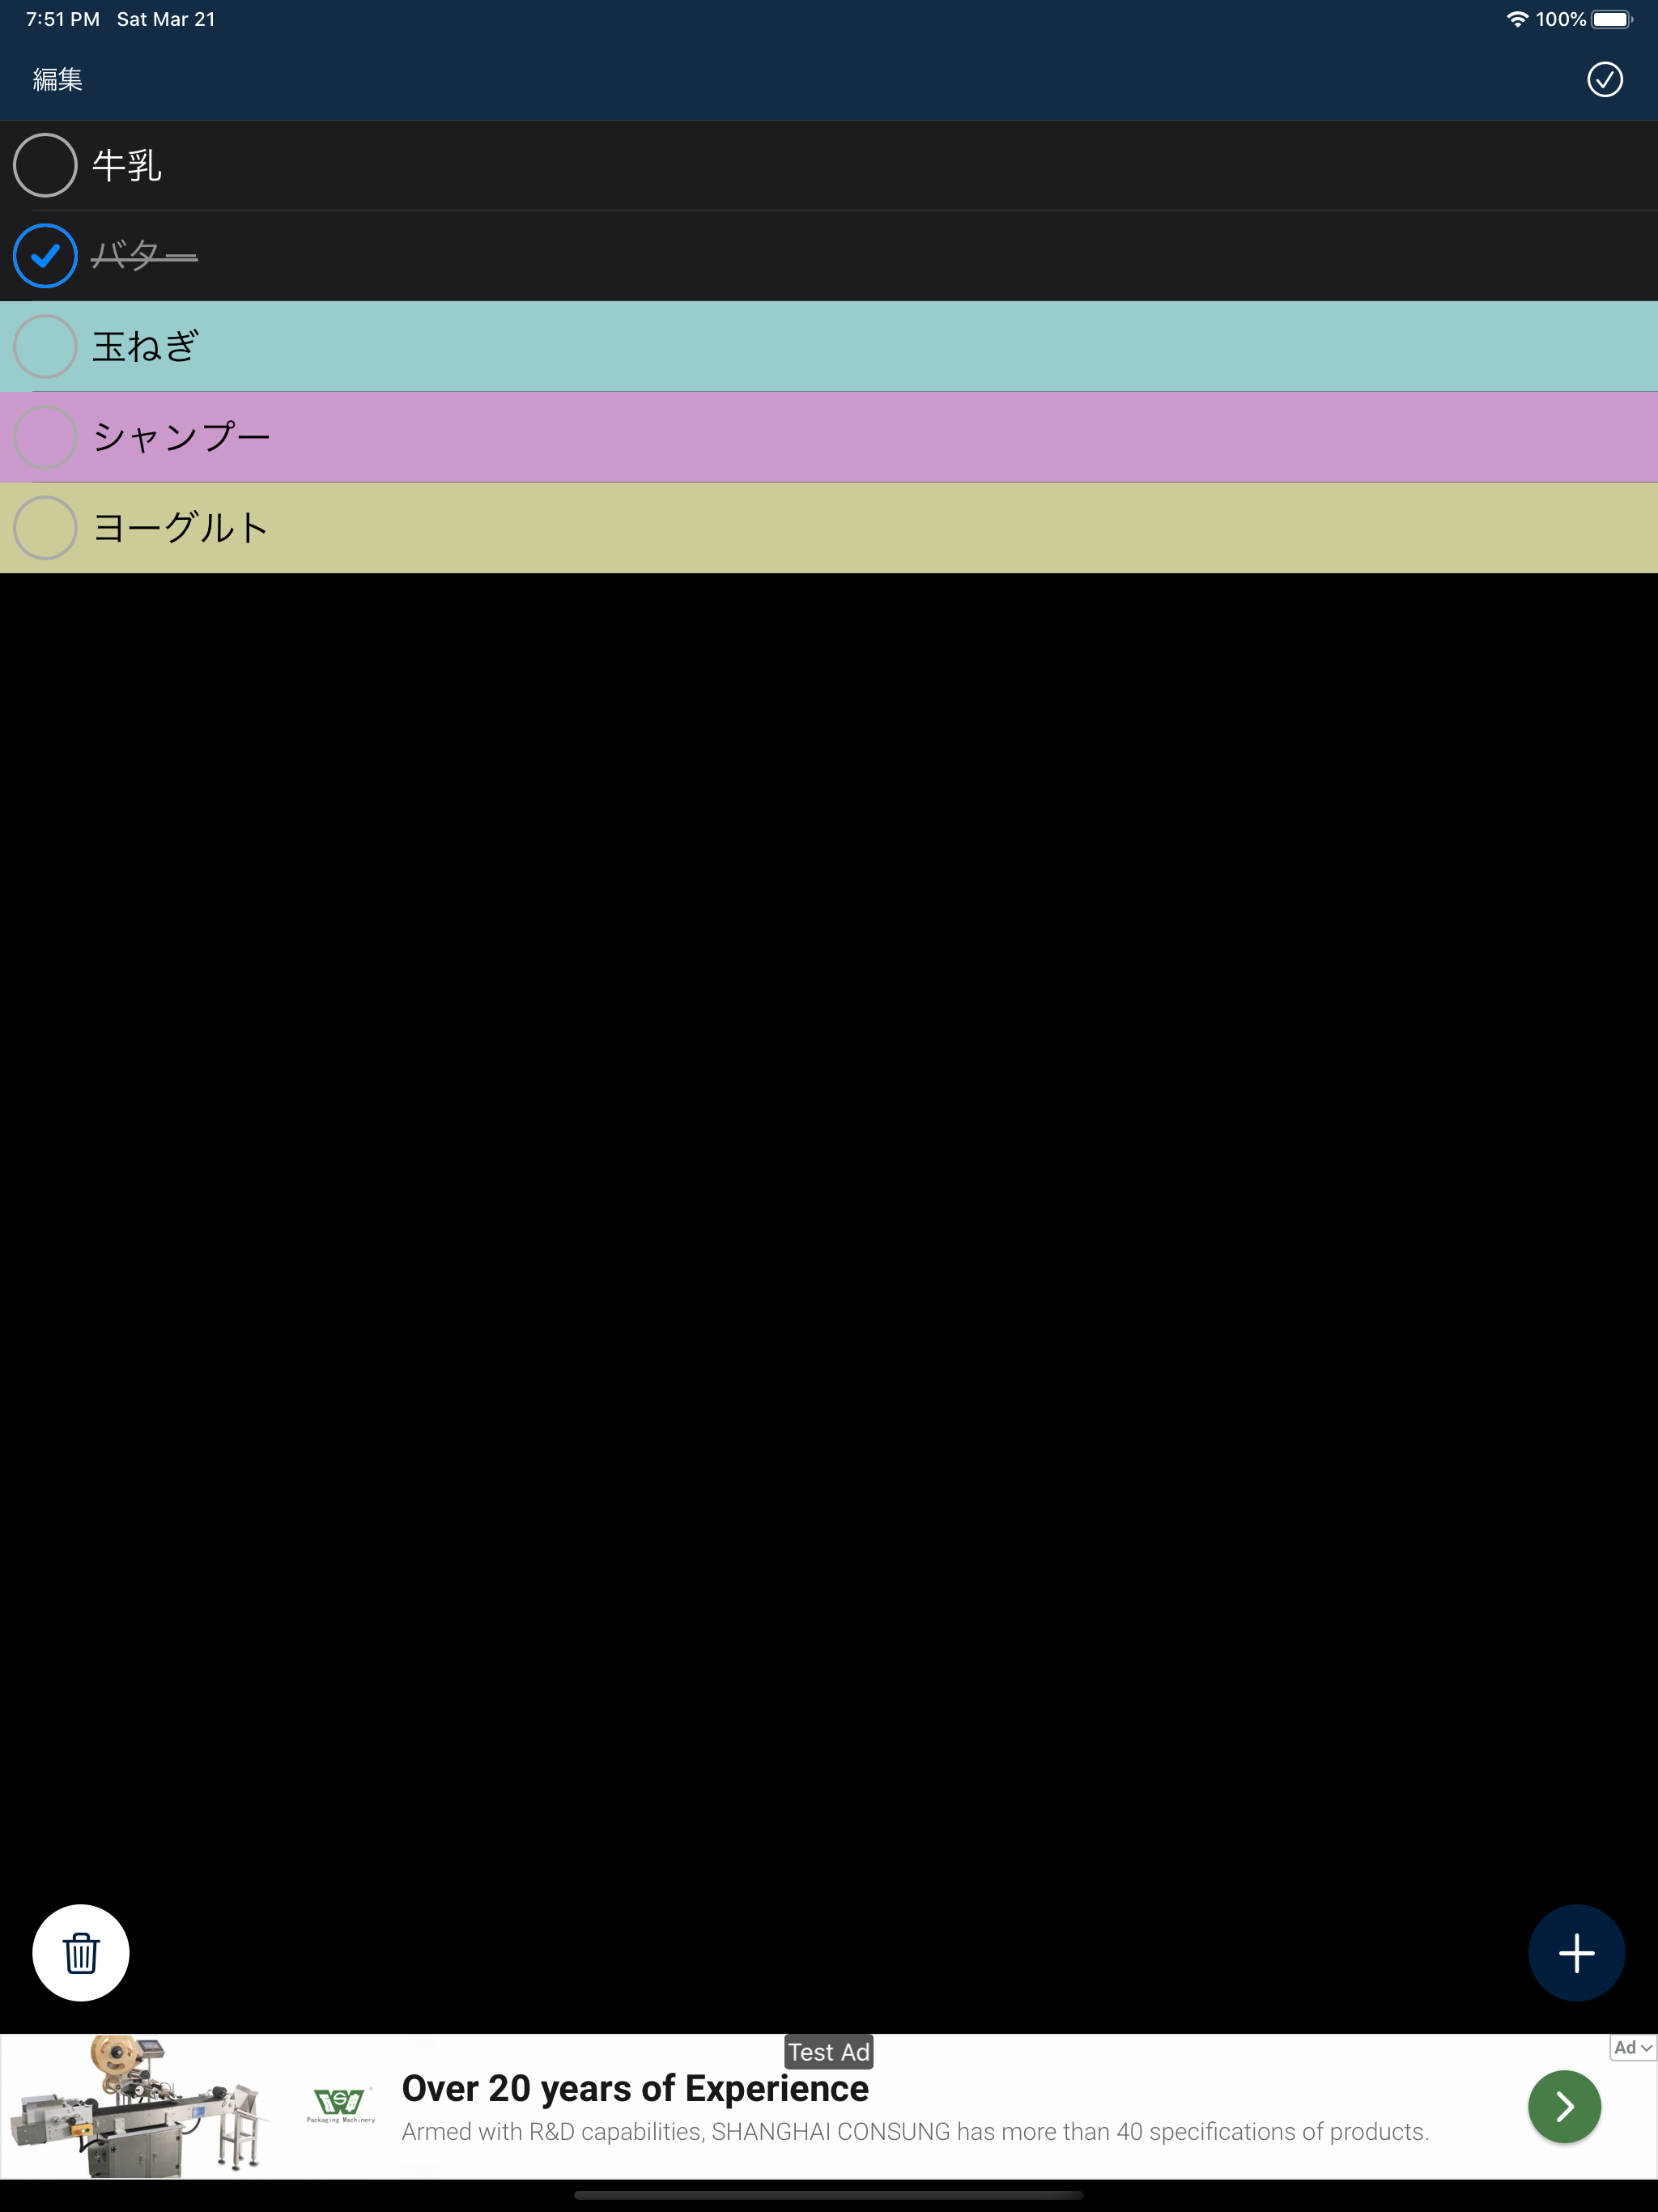 7:51 PM Sat Mar 21 100%
編集
牛乳
バター
玉ねぎ
シャンプー
ヨーグルト
Test Ad
Ad
Over 20 years of Experience
Packaging Machinery
Armed with R&D capabilities, SHANGHAI CONSUNG has more than 40 specifications of products.